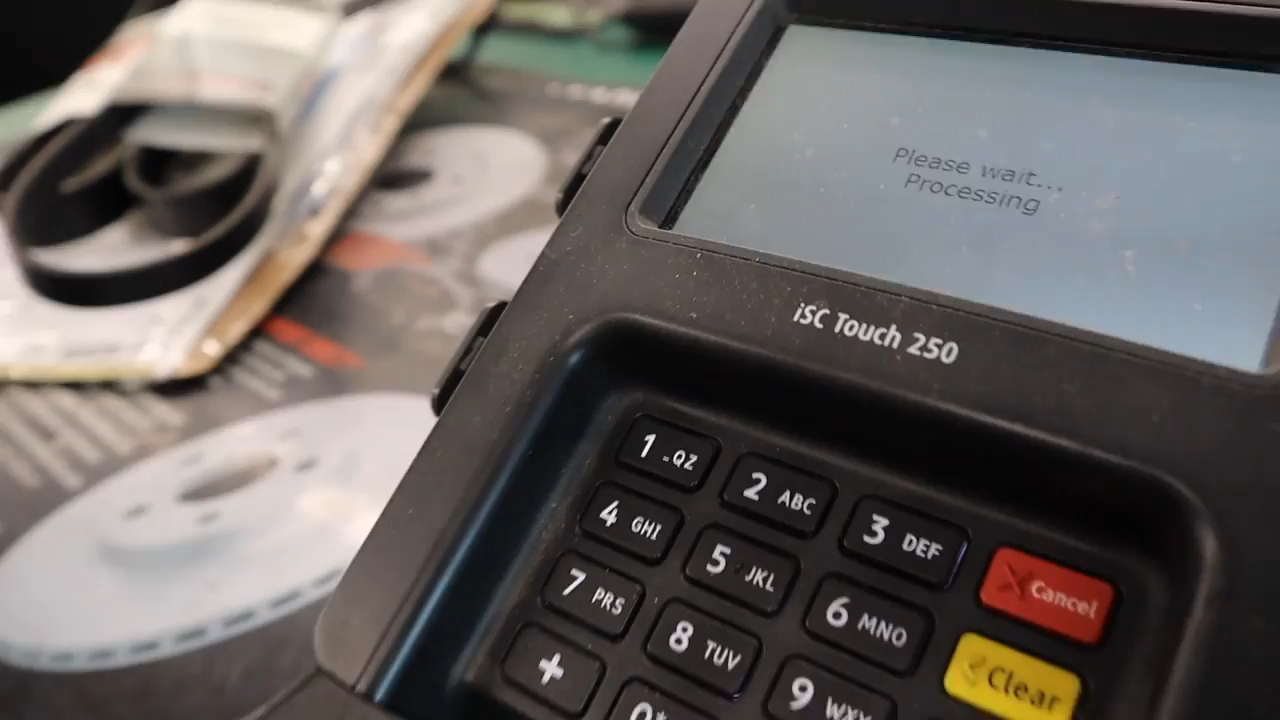 Please wait...
Processing
iSC Touch 250
1 -QZ
2 ABC
3 DEF
Cancel
4 GHI
5 JKL
6 MNO
Clear
7 PRS
8 TUV
9 WXY
+
0*